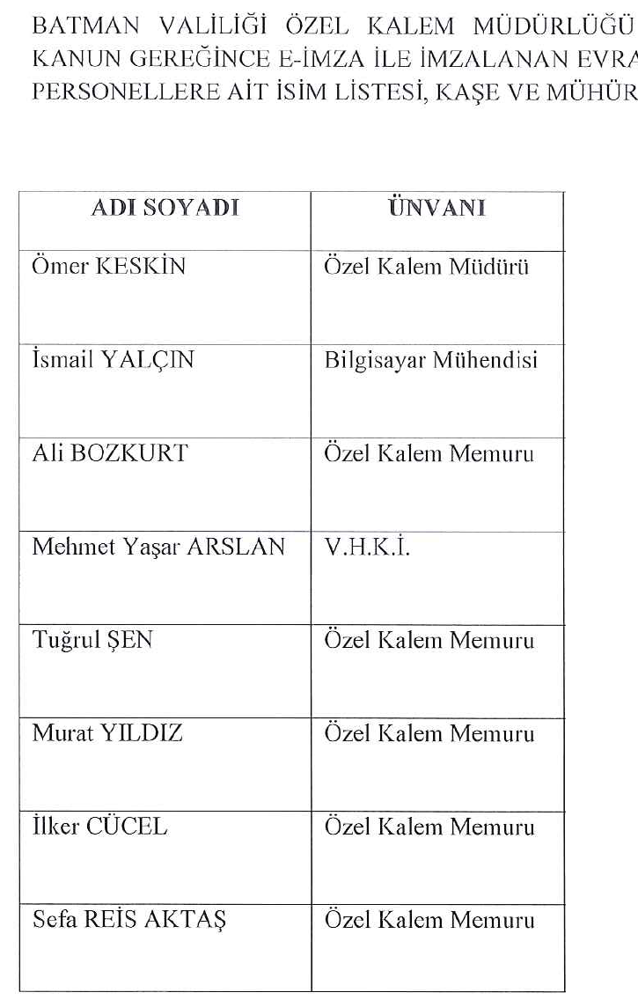 BATMAN VALİLİĞİ ÖZEL KALEM MÜDÜRLÜĞÜ
KANUN GEREĞİNCE E-İMZA İLE İMZALANAN EVRA
PERSONELLERE AİT İSİM LİSTESİ, KAŞE VE MÜHÜR
ADI SOYADI ÜNVANI
Ömer KESKİN Özel Kalem Müdürü
İsmail YALÇIN Bilgisayar Mühendisi
Ali BOZKURT Özel Kalem Memuru
Mehmet Yaşar ARSLAN V.H.K.İ.
Tuğrul ŞEN Özel Kalem Memuru
Murat YILDIZ Özel Kalem Memuru
İlker CÜCEL Özel Kalem Memuru
Sefa REİS AKTAŞ Özel Kalem Memuru